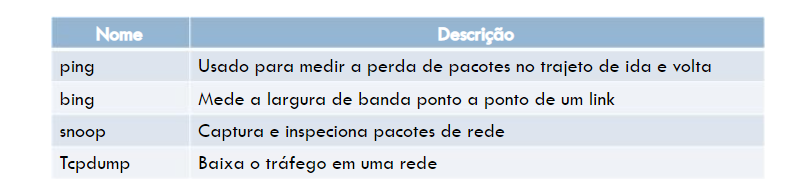 Nome Descrição
ping Usado para medir a perda de pacotes no trajeto de ida e volta
bing Mede a largura de banda ponto a ponto de um link
snoop Captura e inspeciona pacotes de rede
Tcpdump Baixa o tráfego em uma rede